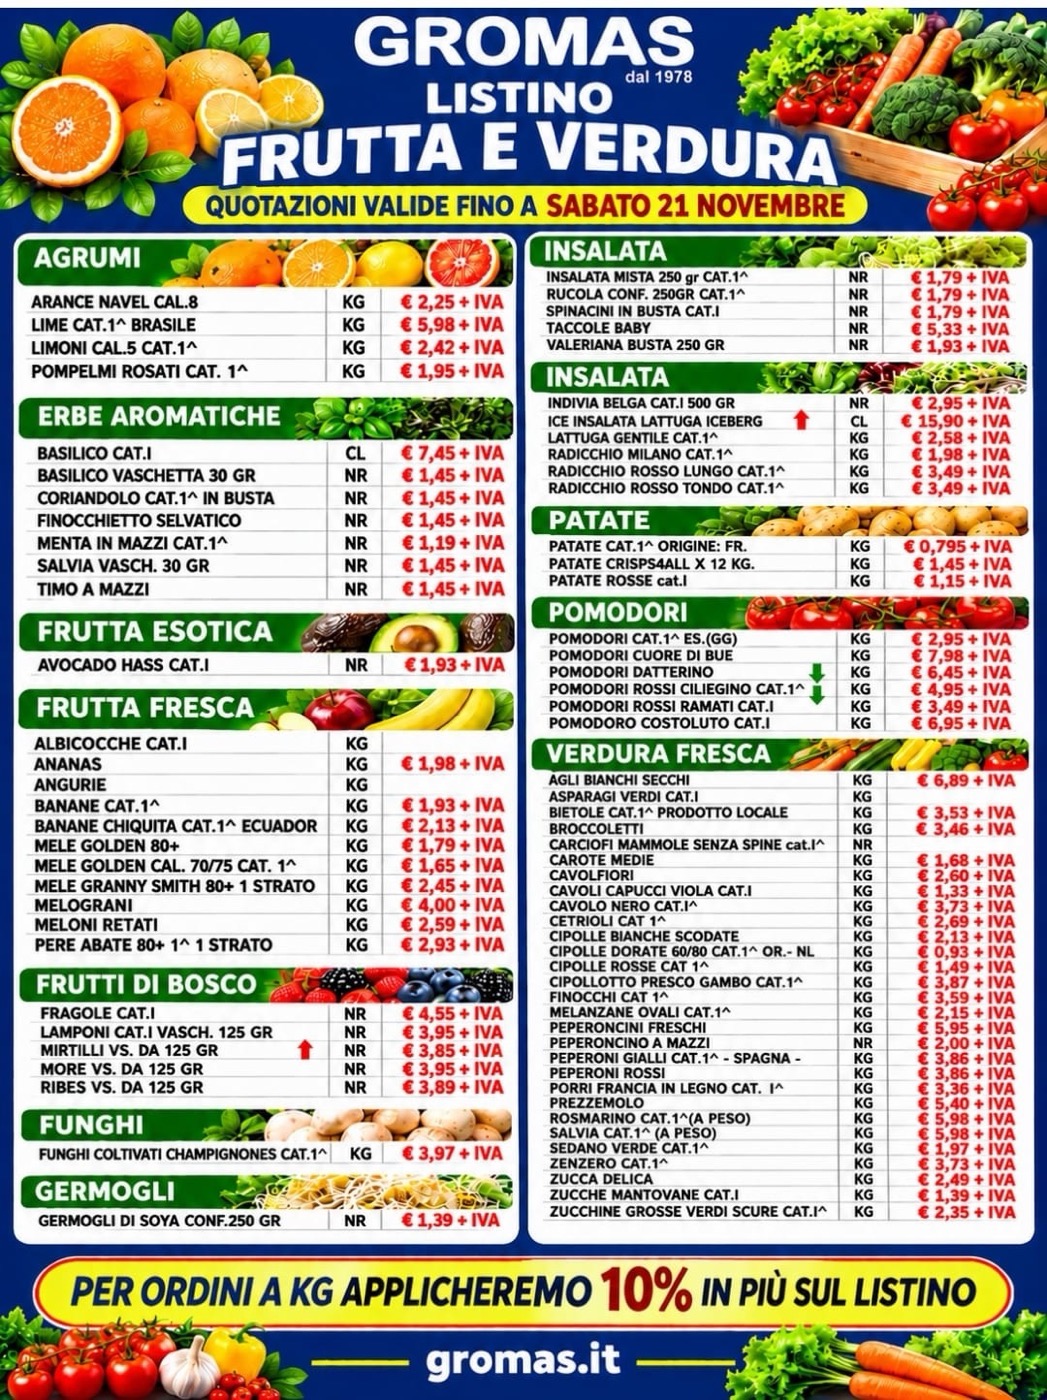 GROMAS
dal 1978
LISTINO
FRUTTA E VERDURA
QUOTAZIONI VALIDE FINO A SABATO 21 NOVEMBRE
AGRUMI
ARANCE NAVEL CAL.8 KG € 2,25 + IVA
LIME CAT.1^ BRASILE KG € 5,98 + IVA
LIMONI CAL.5 CAT.1^ KG € 2,42 + IVA
POMPELMI ROSATI CAT. 1^ KG € 1,95 + IVA
ERBE AROMATICHE
BASILICO CAT.I CL € 7,45 + IVA
BASILICO VASCHETTA 30 GR NR € 1,45 + IVA
CORIANDOLO CAT.1^ IN BUSTA NR € 1,45 + IVA
FINOCCHIETTO SELVATICO NR € 1,45 + IVA
MENTA IN MAZZI CAT.1^ NR € 1,19 + IVA
SALVIA VASCH. 30 GR NR € 1,45 + IVA
TIMO A MAZZI NR € 1,45 + IVA
FRUTTA ESOTICA
AVOCADO HASS CAT.I NR € 1,93 + IVA
FRUTTA FRESCA
ALBICOCCHE CAT.I KG
ANANAS KG € 1,98 + IVA
ANGURIE KG
BANANE CAT.1^ KG € 1,93 + IVA
BANANE CHIQUITA CAT.1^ ECUADOR KG € 2,13 + IVA
MELE GOLDEN 80+ KG € 1,79 + IVA
MELE GOLDEN CAL. 70/75 CAT. 1^ KG € 1,65 + IVA
MELE GRANNY SMITH 80+ 1 STRATO KG € 2,45 + IVA
MELOGRANI KG € 4,00 + IVA
MELONI RETATI KG € 2,59 + IVA
PERE ABATE 80+ 1^ 1 STRATO KG € 2,93 + IVA
FRUTTI DI BOSCO
FRAGOLE CAT.I NR € 4,55 + IVA
LAMPONI CAT.I VASCH. 125 GR NR € 3,95 + IVA
MIRTILLI VS. DA 125 GR NR € 3,85 + IVA
MORE VS. DA 125 GR NR € 3,95 + IVA
RIBES VS. DA 125 GR NR € 3,89 + IVA
FUNGHI
FUNGHI COLTIVATI CHAMPIGNONES CAT.1^ KG € 3,97 + IVA
GERMOGLI
GERMOGLI DI SOYA CONF.250 GR NR € 1,39 + IVA
INSALATA
INSALATA MISTA 250 gr CAT.1^ NR € 1,79 + IVA
RUCOLA CONF. 250GR CAT.1^ NR € 1,79 + IVA
SPINACINI IN BUSTA CAT.I NR € 1,79 + IVA
TACCOLE BABY NR € 5,33 + IVA
VALERIANA BUSTA 250 GR NR € 1,93 + IVA
INSALATA
INDIVIA BELGA CAT.I 500 GR NR € 2,95 + IVA
ICE INSALATA LATTUGA ICEBERG CL € 15,90 + IVA
LATTUGA GENTILE CAT.1^ KG € 2,58 + IVA
RADICCHIO MILANO CAT.1^ KG € 1,98 + IVA
RADICCHIO ROSSO LUNGO CAT.1^ KG € 3,49 + IVA
RADICCHIO ROSSO TONDO CAT.1^ KG € 3,49 + IVA
PATATE
PATATE CAT.1^ ORIGINE: FR. KG € 0,795 + IVA
PATATE CRISPS4ALL X 12 KG. KG € 1,45 + IVA
PATATE ROSSE cat.I KG € 1,15 + IVA
POMODORI
POMODORI CAT.1^ ES.(GG) KG € 2,95 + IVA
POMODORI CUORE DI BUE KG € 7,98 + IVA
POMODORI DATTERINO KG € 6,45 + IVA
POMODORI ROSSI CILIEGINO CAT.1^ KG € 4,95 + IVA
POMODORI ROSSI RAMATI CAT.I KG € 3,49 + IVA
POMODORO COSTOLUTO CAT.I KG € 6,95 + IVA
VERDURA FRESCA
AGLI BIANCHI SECCHI KG € 6,89 + IVA
ASPARAGI VERDI CAT.I KG
BIETOLE CAT.1^ PRODOTTO LOCALE KG € 3,53 + IVA
BROCCOLETTI KG € 3,46 + IVA
CARCIOFI MAMMOLE SENZA SPINE cat.I^ NR
CAROTE MEDIE KG € 1,68 + IVA
CAVOLFIORI KG € 2,60 + IVA
CAVOLI CAPUCCI VIOLA CAT.I KG € 1,33 + IVA
CAVOLO NERO CAT.I^ KG € 3,73 + IVA
CETRIOLI CAT 1^ KG € 2,69 + IVA
CIPOLLE BIANCHE SCODATE KG € 2,13 + IVA
CIPOLLE DORATE 60/80 CAT.1^ OR.- NL KG € 0,93 + IVA
CIPOLLE ROSSE CAT 1^ KG € 1,49 + IVA
CIPOLLOTTO PRESCO GAMBO CAT.1^ KG € 3,87 + IVA
FINOCCHI CAT 1^ KG € 3,59 + IVA
MELANZANE OVALI CAT.1^ KG € 2,15 + IVA
PEPERONCINI FRESCHI KG € 5,95 + IVA
PEPERONCINO A MAZZI NR € 2,00 + IVA
PEPERONI GIALLI CAT.1^ - SPAGNA - KG € 3,86 + IVA
PEPERONI ROSSI KG € 3,86 + IVA
PORRI FRANCIA IN LEGNO CAT. I^ KG € 3,36 + IVA
PREZZEMOLO KG € 5,40 + IVA
ROSMARINO CAT.1^(A PESO) KG € 5,98 + IVA
SALVIA CAT.1^ (A PESO) KG € 5,98 + IVA
SEDANO VERDE CAT.1^ KG € 1,97 + IVA
ZENZERO CAT.1^ KG € 3,73 + IVA
ZUCCA DELICA KG € 2,49 + IVA
ZUCCHE MANTOVANE CAT.I KG € 1,39 + IVA
ZUCCHINE GROSSE VERDI SCURE CAT.I^ KG € 2,35 + IVA
PER ORDINI A KG APPLICHEREMO 10% IN PIÙ SUL LISTINO
gromas.it